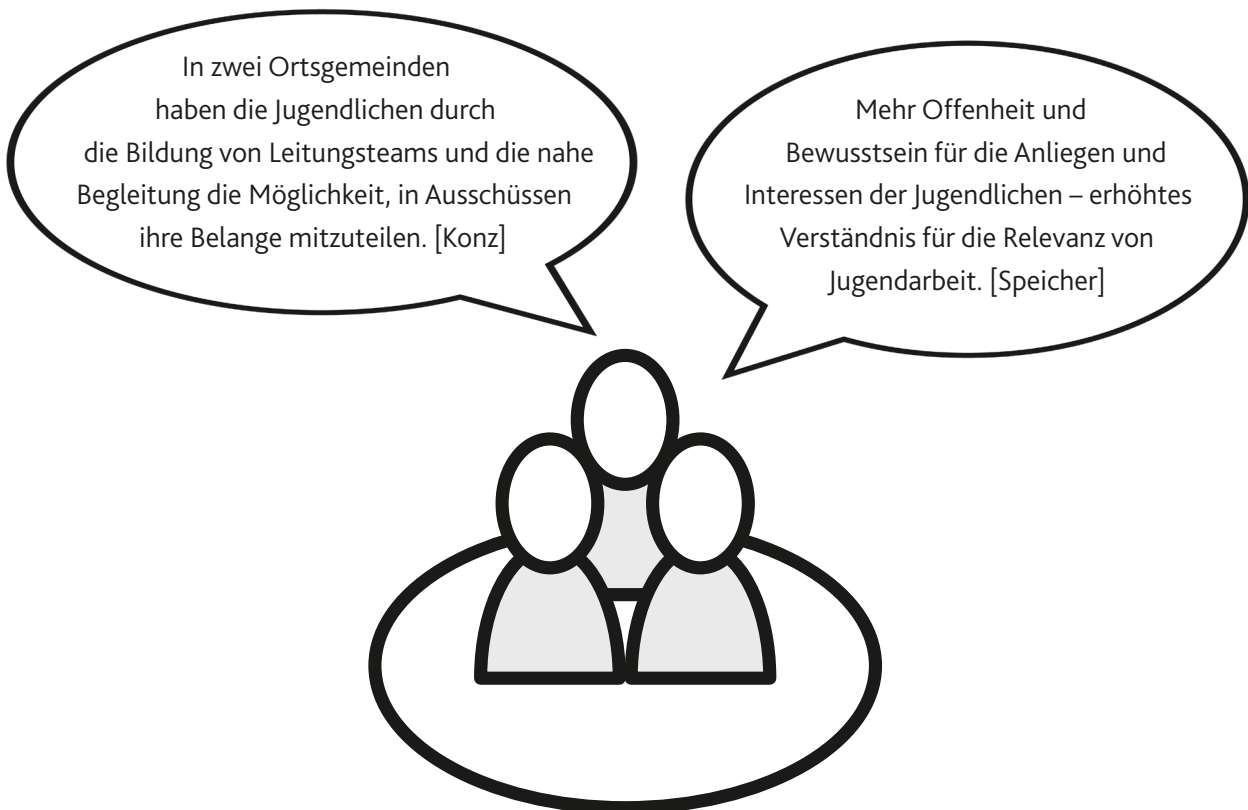 In zwei Ortsgemeinden
haben die Jugendlichen durch
die Bildung von Leitungsteams und die nahe
Begleitung die Möglichkeit, in Ausschüssen
ihre Belange mitzuteilen. [Konz]
Mehr Offenheit und
Bewusstsein für die Anliegen und
Interessen der Jugendlichen – erhöhtes
Verständnis für die Relevanz von
Jugendarbeit. [Speicher]